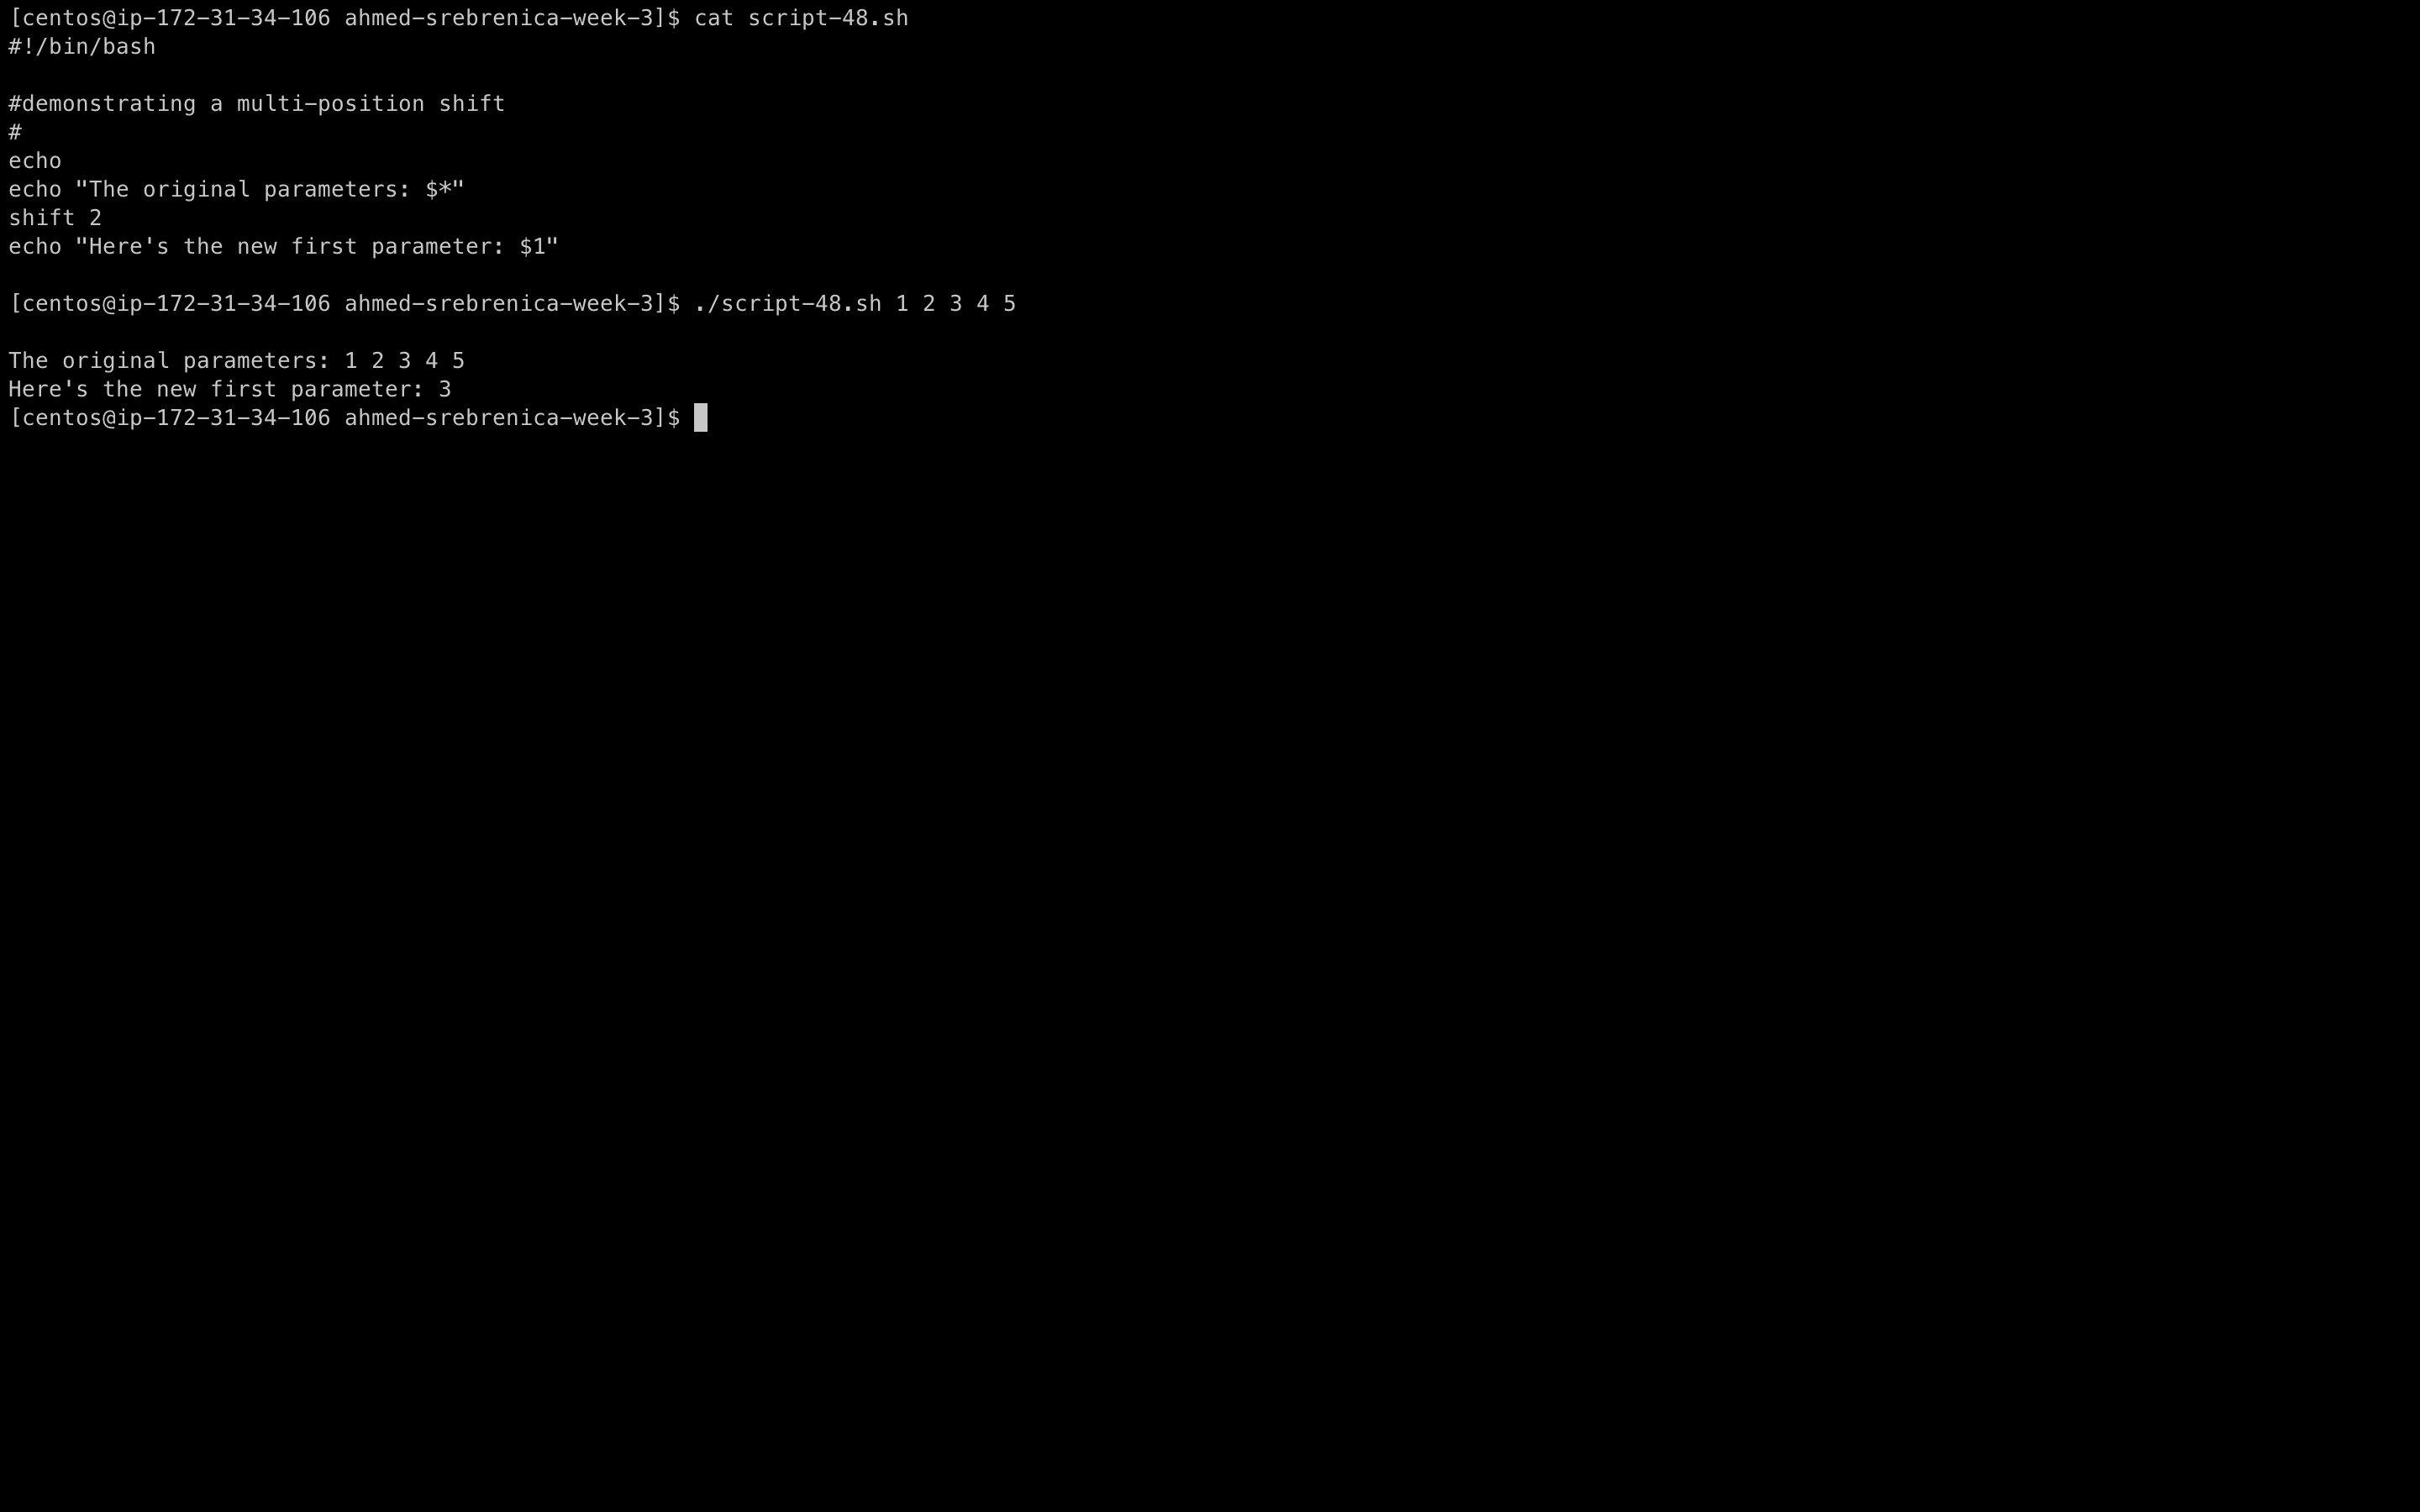 [centos@ip-172-31-34-106 ahmed-srebrenica-week-3]$ cat script-48.sh
#!/bin/bash

#demonstrating a multi-position shift
#
echo
echo "The original parameters: $*"
shift 2
echo "Here's the new first parameter: $1"

[centos@ip-172-31-34-106 ahmed-srebrenica-week-3]$ ./script-48.sh 1 2 3 4 5

The original parameters: 1 2 3 4 5
Here's the new first parameter: 3
[centos@ip-172-31-34-106 ahmed-srebrenica-week-3]$